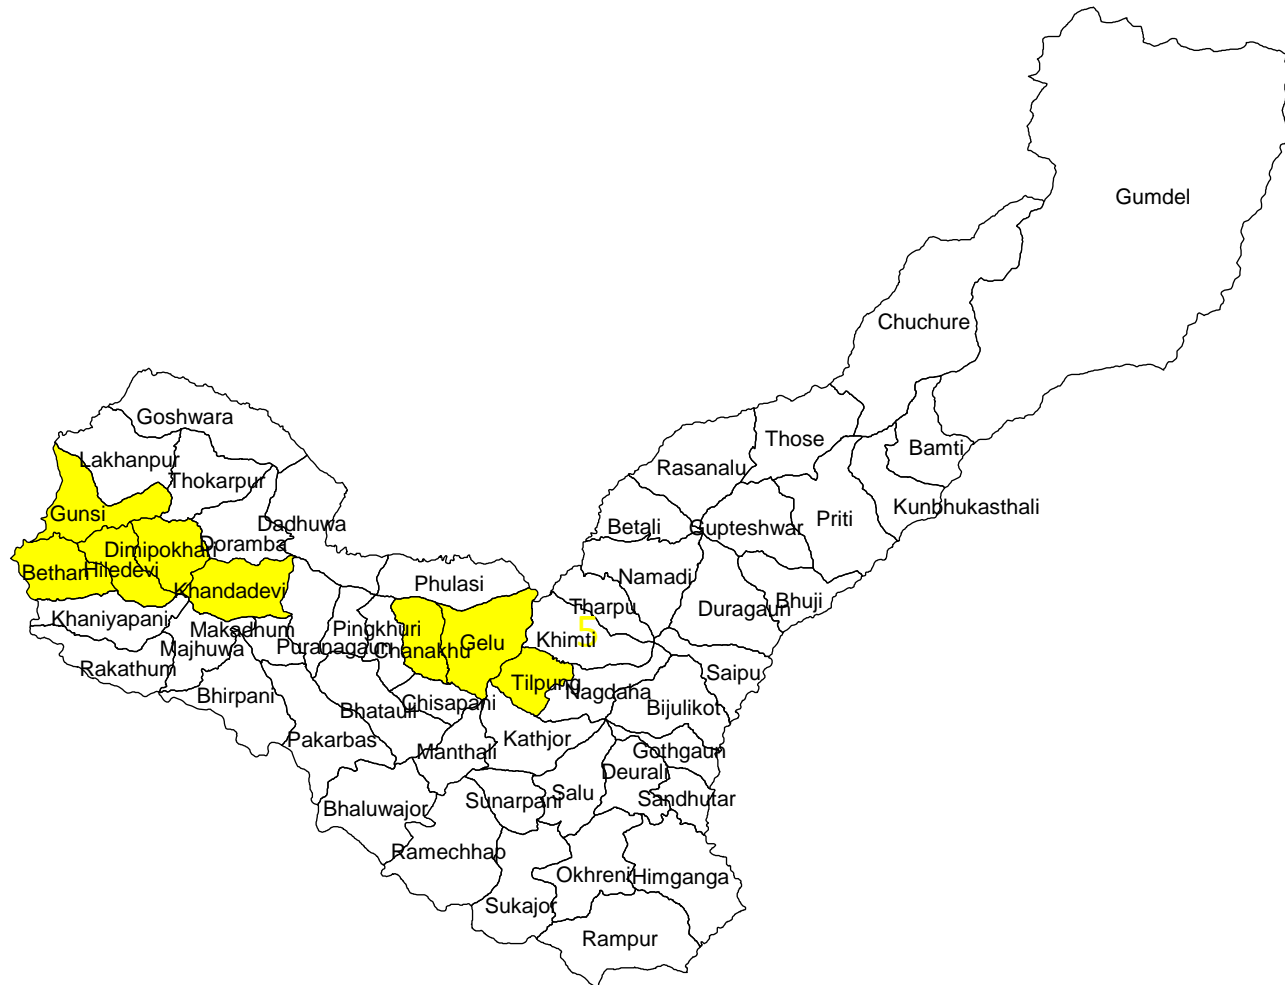 Gumdel
Chuchure
Goshwara
Those
Bamti
Lakhanpur
Rasanalu
Thokarpur
Kunbhukasthali
Gunsi
Priti
Dadhuwa
Betali
Gupteshwar
Doramba
Dimipokhari
Bethan
Hiledevi
Namadi
Phulasi
Khandadevi
Bhuji
Tharpu
Duragaun
Khaniyapani
5
Makadhum
Pingkhuri
Khimti
Gelu
Majhuwa
Puranagaun
Chanakhu
Rakathum
Saipu
Tilpung
Nagdaha
Bhirpani
Chisapani
Bhatauli
Bijulikot
Pakarbas
Kathjor
Manthali
Gothgaun
Deurali
Salu
Sunarpani
Sandhutar
Bhaluwajor
Ramechhap
Okhreni
Himganga
Sukajor
Rampur